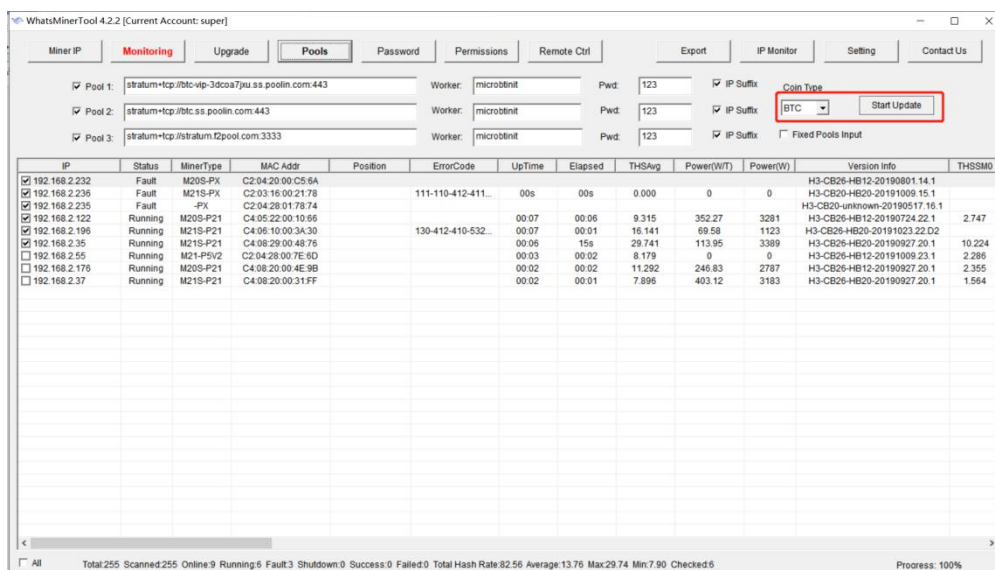 WhatsMinerTool 4.2.2 [Current Account: super]
Miner IP Monitoring Upgrade Pools Password Permissions Remote Ctrl Export IP Monitor Setting Contact Us
Pool 1: stratum+tcp://btc-vip-3dcoa7jxu.ss.poolin.com:443 Worker: microbtinit Pwd: 123 IP Suffix Coin Type
Pool 2: stratum+tcp://btc.ss.poolin.com:443 Worker: microbtinit Pwd: 123 IP Suffix BTC Start Update
Pool 3: stratum+tcp://stratum.f2pool.com:3333 Worker: microbtinit Pwd: 123 IP Suffix Fixed Pools Input
IP Status MinerType MAC Addr Position ErrorCode UpTime Elapsed THSAvg Power(W/T) Power(W) Version Info THSSM0
192.168.2.232 Fault M20S-PX C2:04:20:00:C5:6A H3-CB26-HB12-20190801.14.1
192.168.2.236 Fault M21S-PX C2:03:16:00:21:78 111-110-412-411... 00s 00s 0.000 0 0 H3-CB20-HB20-20191009.15.1
192.168.2.235 Fault -PX C2:04:28:01:78:74 H3-CB20-unknown-20190517.16.1
192.168.2.122 Running M20S-P21 C4:05:22:00:10:66 00:07 00:06 9.315 352.27 3281 H3-CB26-HB12-20190724.22.1 2.747
192.168.2.196 Running M21S-P21 C4:06:10:00:3A:30 130-412-410-532... 00:07 00:01 16.141 69.58 1123 H3-CB26-HB20-20191023.22.D2
192.168.2.35 Running M21S-P21 C4:08:29:00:48:76 00:06 15s 29.741 113.95 3389 H3-CB26-HB20-20190927.20.1 10.224
192.168.2.55 Running M21-P5V2 C2:04:28:00:7E:6D 00:03 00:02 8.179 0 0 H3-CB26-HB12-20191009.23.1 2.286
192.168.2.176 Running M20S-P21 C4:08:20:00:4E:9B 00:02 00:02 11.292 246.83 2787 H3-CB26-HB12-20190927.20.1 2.355
192.168.2.37 Running M21S-P21 C4:08:20:00:31:FF 00:02 00:01 7.896 403.12 3183 H3-CB26-HB20-20190927.20.1 1.564
All Total:255 Scanned:255 Online:9 Running:6 Fault:3 Shutdown:0 Success:0 Failed:0 Total Hash Rate:82.56 Average:13.76 Max:29.74 Min:7.90 Checked:6 Progress: 100%